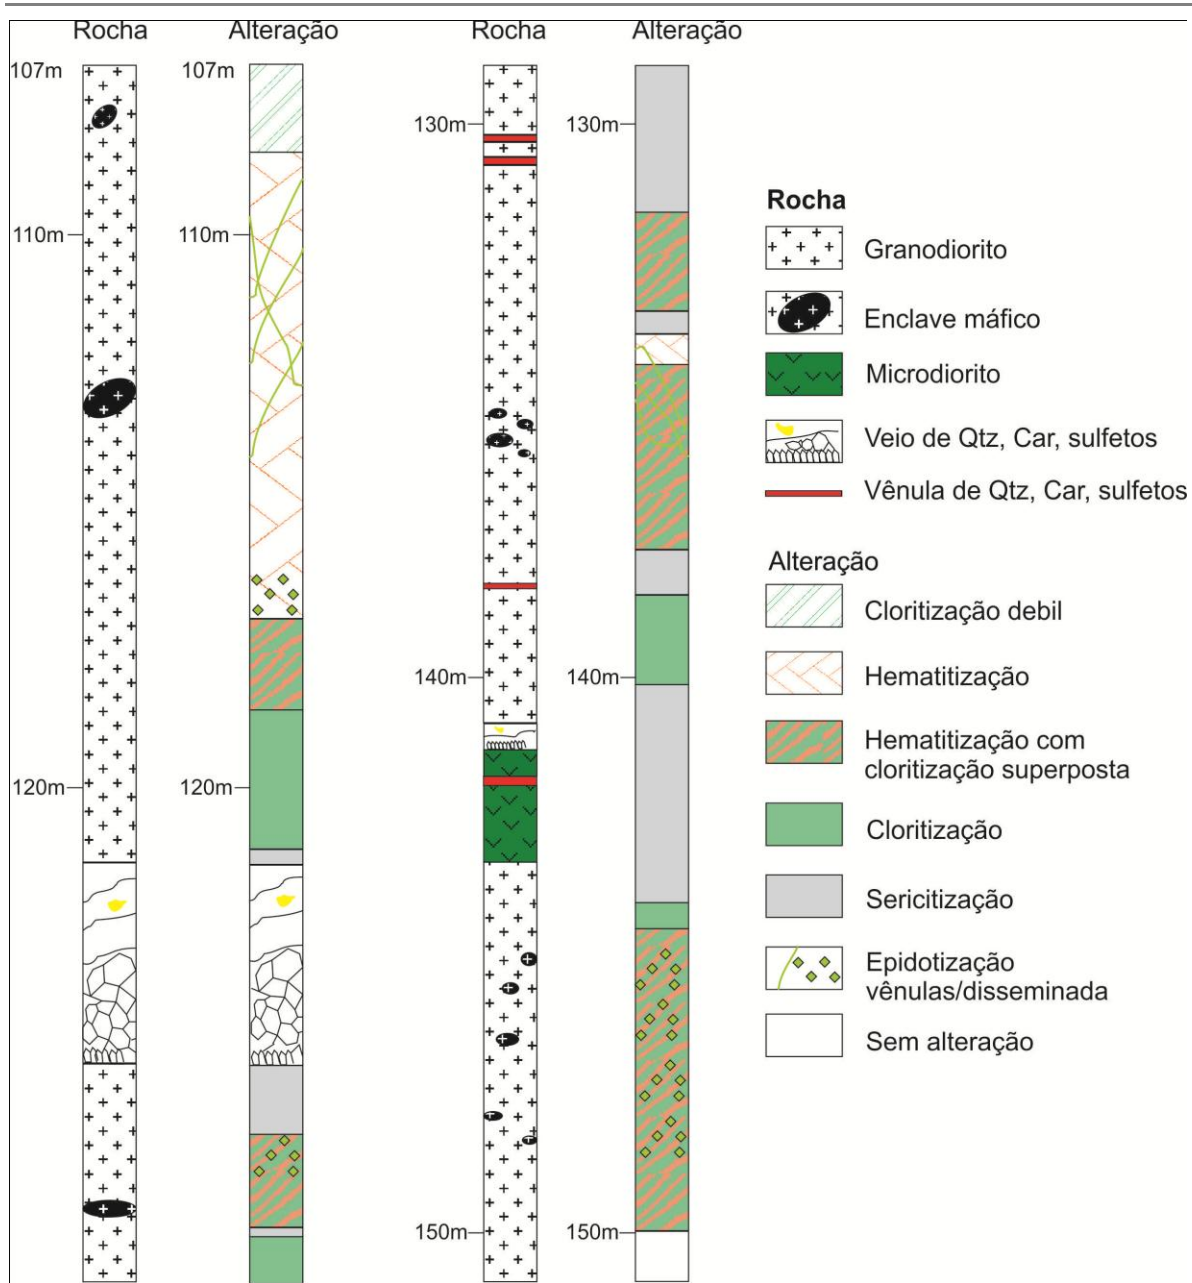 Rocha
Alteração
Rocha
Alteração
107m
107m
130m
130m
110m
110m
120m
120m
140m
140m
150m
150m
Rocha
Granodiorito
Enclave máfico
Microdiorito
Veio de Qtz, Car, sulfetos
Vênula de Qtz, Car, sulfetos
Alteração
Cloritização debil
Hematitização
Hematitização com
cloritização superposta
Cloritização
Sericitização
Epidotização
vênulas/disseminada
Sem alteração